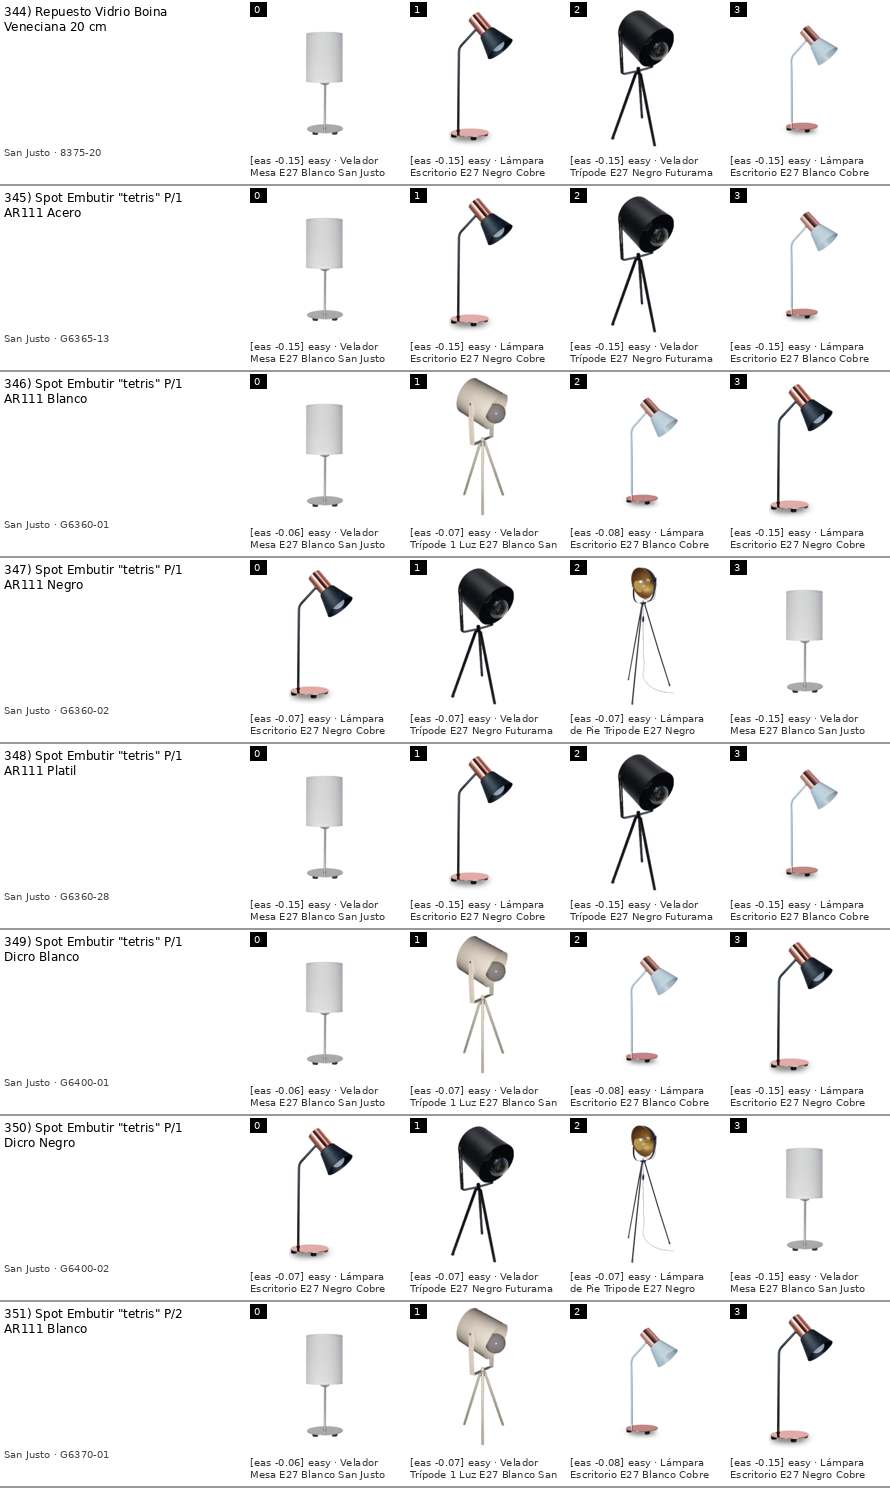 344) Repuesto Vidrio Boina
Veneciana 20 cm
San Justo · 8375-20
0
[eas -0.15] easy · Velador
Mesa E27 Blanco San Justo
1
[eas -0.15] easy · Lámpara
Escritorio E27 Negro Cobre
2
[eas -0.15] easy · Velador
Trípode E27 Negro Futurama
3
[eas -0.15] easy · Lámpara
Escritorio E27 Blanco Cobre
345) Spot Embutir "tetris" P/1
AR111 Acero
San Justo · G6365-13
0
[eas -0.15] easy · Velador
Mesa E27 Blanco San Justo
1
[eas -0.15] easy · Lámpara
Escritorio E27 Negro Cobre
2
[eas -0.15] easy · Velador
Trípode E27 Negro Futurama
3
[eas -0.15] easy · Lámpara
Escritorio E27 Blanco Cobre
346) Spot Embutir "tetris" P/1
AR111 Blanco
San Justo · G6360-01
0
[eas -0.06] easy · Velador
Mesa E27 Blanco San Justo
1
[eas -0.07] easy · Velador
Trípode 1 Luz E27 Blanco San
2
[eas -0.08] easy · Lámpara
Escritorio E27 Blanco Cobre
3
[eas -0.15] easy · Lámpara
Escritorio E27 Negro Cobre
347) Spot Embutir "tetris" P/1
AR111 Negro
San Justo · G6360-02
0
[eas -0.07] easy · Lámpara
Escritorio E27 Negro Cobre
1
[eas -0.07] easy · Velador
Trípode E27 Negro Futurama
2
[eas -0.07] easy · Lámpara
de Pie Tripode E27 Negro
3
[eas -0.15] easy · Velador
Mesa E27 Blanco San Justo
348) Spot Embutir "tetris" P/1
AR111 Platil
San Justo · G6360-28
0
[eas -0.15] easy · Velador
Mesa E27 Blanco San Justo
1
[eas -0.15] easy · Lámpara
Escritorio E27 Negro Cobre
2
[eas -0.15] easy · Velador
Trípode E27 Negro Futurama
3
[eas -0.15] easy · Lámpara
Escritorio E27 Blanco Cobre
349) Spot Embutir "tetris" P/1
Dicro Blanco
San Justo · G6400-01
0
[eas -0.06] easy · Velador
Mesa E27 Blanco San Justo
1
[eas -0.07] easy · Velador
Trípode 1 Luz E27 Blanco San
2
[eas -0.08] easy · Lámpara
Escritorio E27 Blanco Cobre
3
[eas -0.15] easy · Lámpara
Escritorio E27 Negro Cobre
350) Spot Embutir "tetris" P/1
Dicro Negro
San Justo · G6400-02
0
[eas -0.07] easy · Lámpara
Escritorio E27 Negro Cobre
1
[eas -0.07] easy · Velador
Trípode E27 Negro Futurama
2
[eas -0.07] easy · Lámpara
de Pie Tripode E27 Negro
3
[eas -0.15] easy · Velador
Mesa E27 Blanco San Justo
351) Spot Embutir "tetris" P/2
AR111 Blanco
San Justo · G6370-01
0
[eas -0.06] easy · Velador
Mesa E27 Blanco San Justo
1
[eas -0.07] easy · Velador
Trípode 1 Luz E27 Blanco San
2
[eas -0.08] easy · Lámpara
Escritorio E27 Blanco Cobre
3
[eas -0.15] easy · Lámpara
Escritorio E27 Negro Cobre